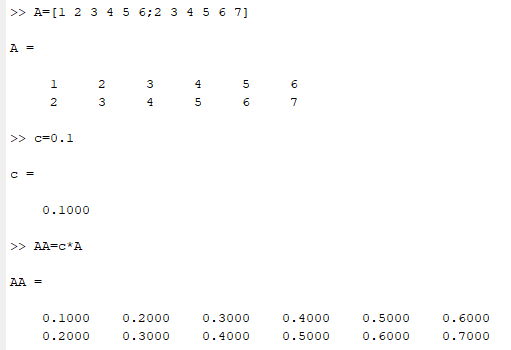 >> A=[1 2 3 4 5 6;2 3 4 5 6 7]
A =
1 2 3 4 5 6
2 3 4 5 6 7
>> c=0.1
c =
0.1000
>> AA=c*A
AA =
0.1000 0.2000 0.3000 0.4000 0.5000 0.6000
0.2000 0.3000 0.4000 0.5000 0.6000 0.7000